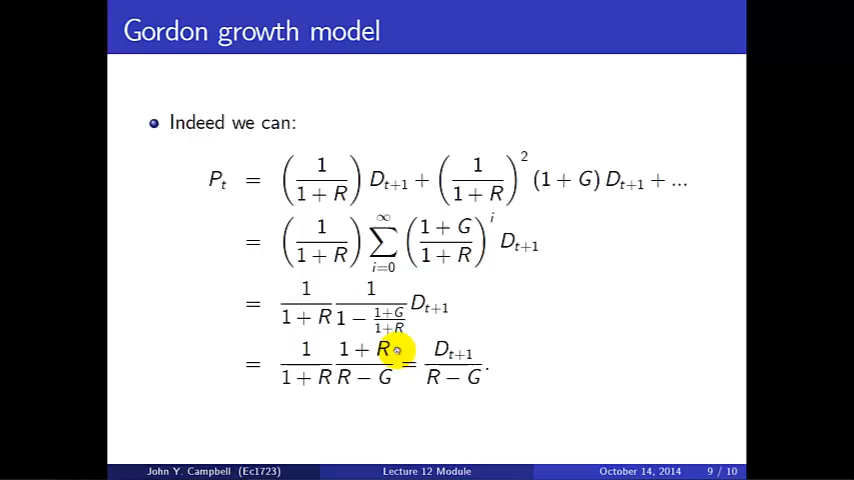 Gordon growth model
Indeed we can:
P_t = (1/(1 + R)) D_{t+1} + (1/(1 + R))^2 (1 + G) D_{t+1} + ...
= (1/(1 + R)) ∑_{i=0}^{∞} ((1 + G)/(1 + R))^i D_{t+1}
= 1/(1 + R) 1/(1 − (1+G)/(1+R)) D_{t+1}
= 1/(1 + R) (1 + R)/(R − G) = D_{t+1}/(R − G).
John Y. Campbell (Ec1723) Lecture 12 Module October 14, 2014 9 / 10